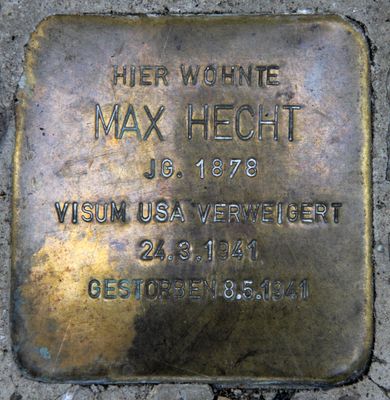 HIER WOHNTE
MAX HECHT
JG. 1878
VISUM USA VERWEIGERT
24.3.1941
GESTORBEN 8.5.1941